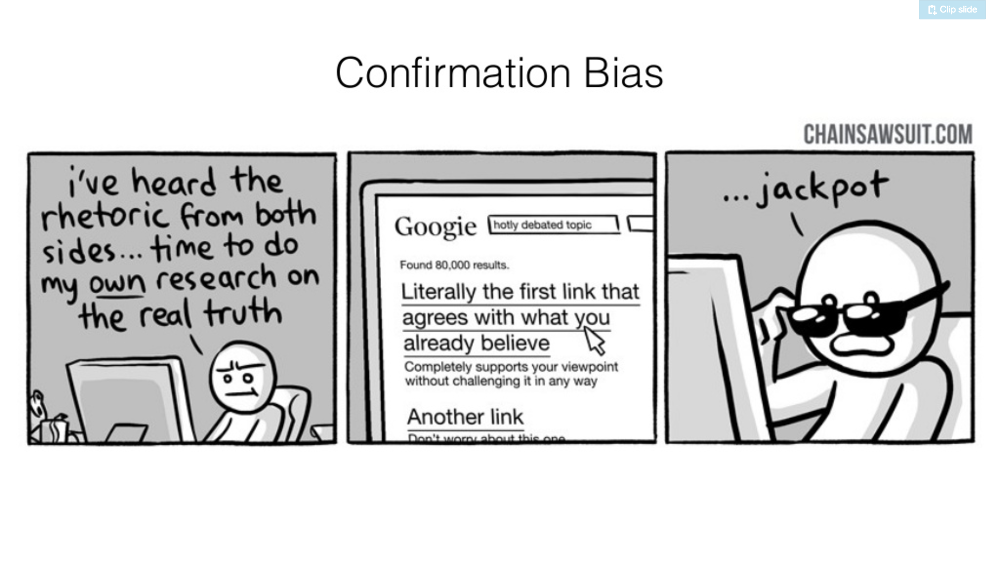 Clip slide
Confirmation Bias
CHAINSAWSUIT.COM
i've heard the
rhetoric from both
sides... time to do
my own research on
the real truth
Googie
hotly debated topic
Found 80,000 results.
Literally the first link that
agrees with what you
already believe
Completely supports your viewpoint
without challenging it in any way
Another link
Don't worry about this one
...jackpot